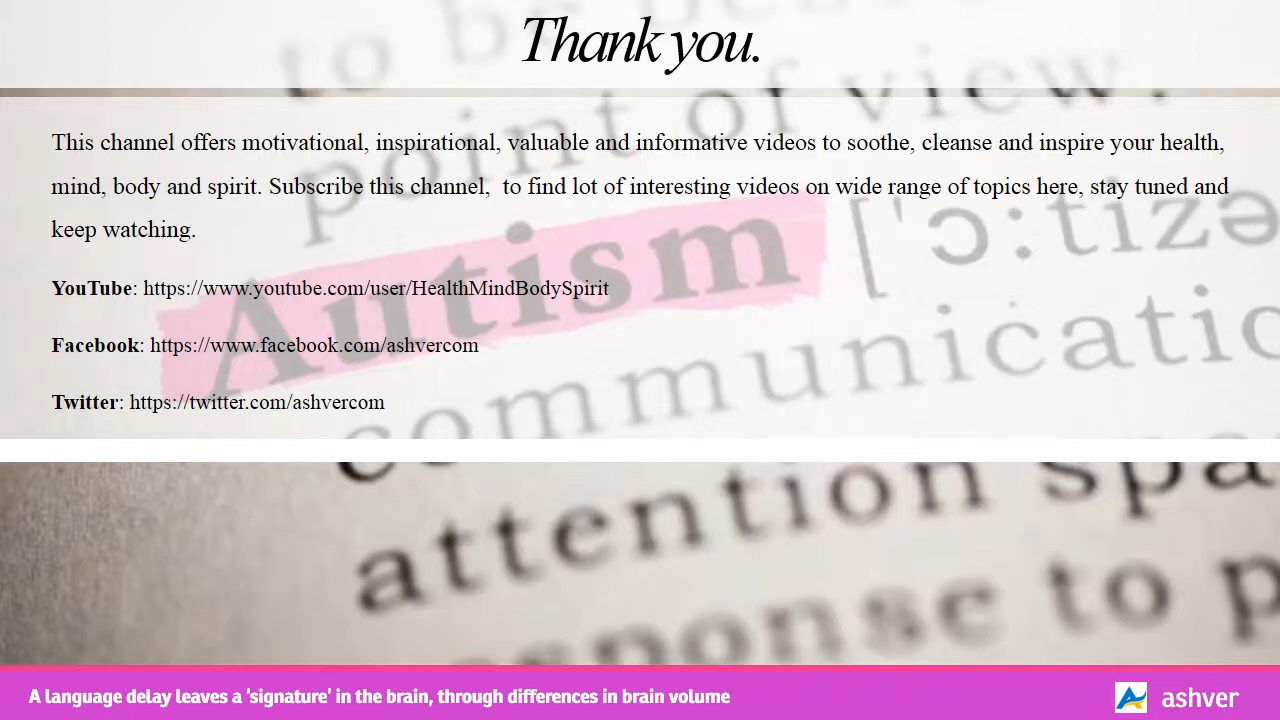 Thank you.
to be
point of view.
This channel offers motivational, inspirational, valuable and informative videos to soothe, cleanse and inspire your health,
mind, body and spirit. Subscribe this channel,  to find lot of interesting videos on wide range of topics here, stay tuned and
keep watching.
Autism [ˈɔːtizə
YouTube: https://www.youtube.com/user/HealthMindBodySpirit
Facebook: https://www.facebook.com/ashvercom
communicatio
Twitter: https://twitter.com/ashvercom
attention spa
to p
A language delay leaves a 'signature' in the brain, through differences in brain volume
ashver